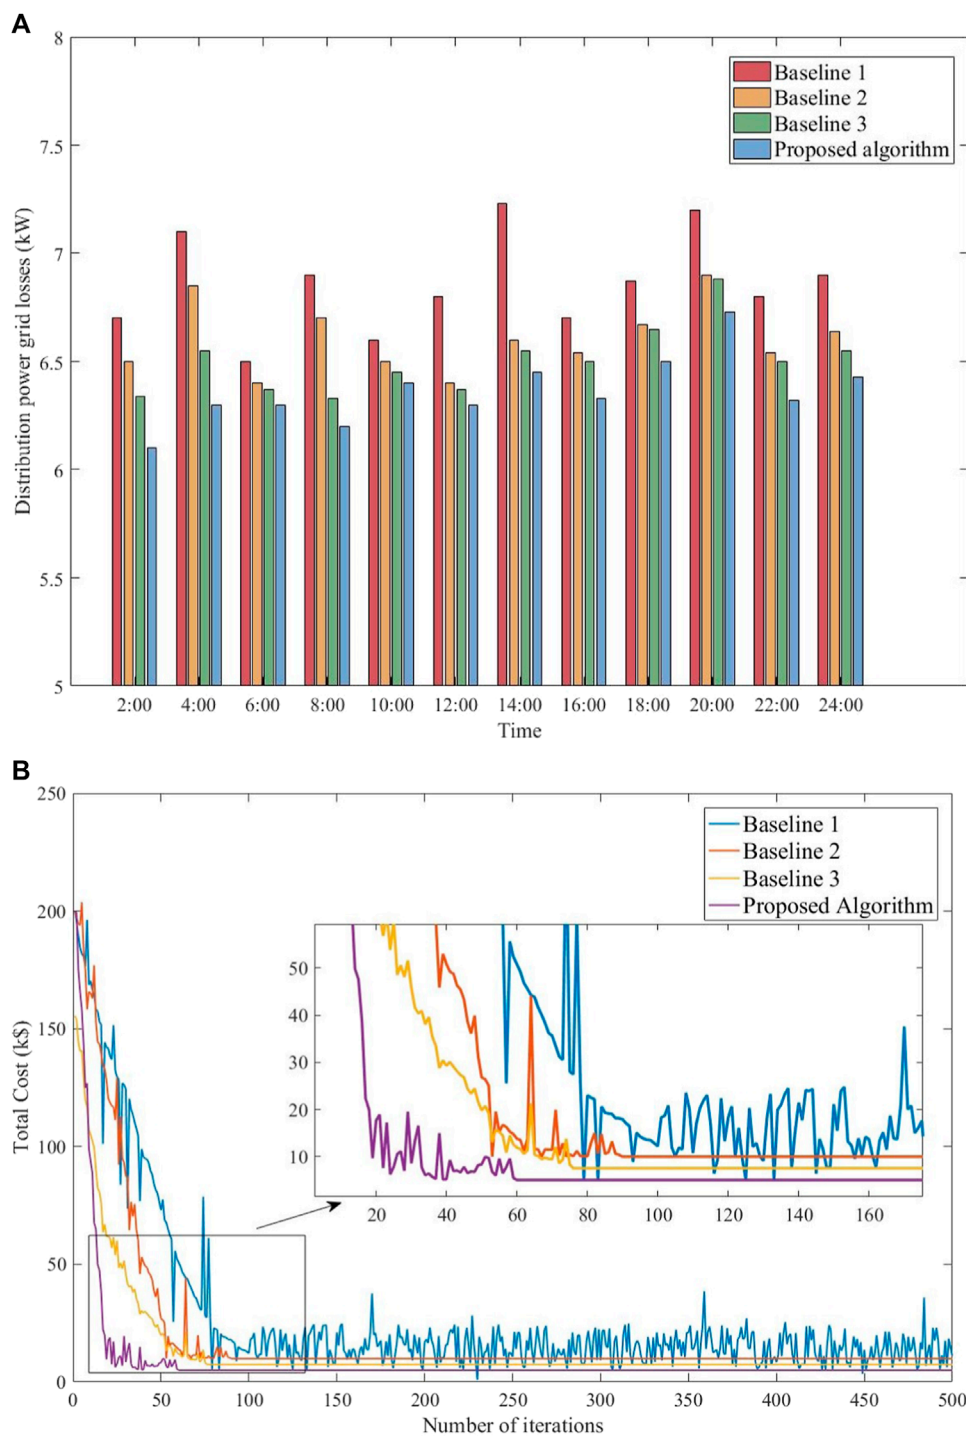 A
8
7.5
7
6.5
6
5.5
5
Distribution power grid losses (kW)
Baseline 1
Baseline 2
Baseline 3
Proposed algorithm
2:00 4:00 6:00 8:00 10:00 12:00 14:00 16:00 18:00 20:00 22:00 24:00
Time
B
250
200
150
100
50
0
Total Cost (k$)
Baseline 1
Baseline 2
Baseline 3
Proposed Algorithm
50
40
30
20
10
20 40 60 80 100 120 140 160
0 50 100 150 200 250 300 350 400 450 500
Number of iterations